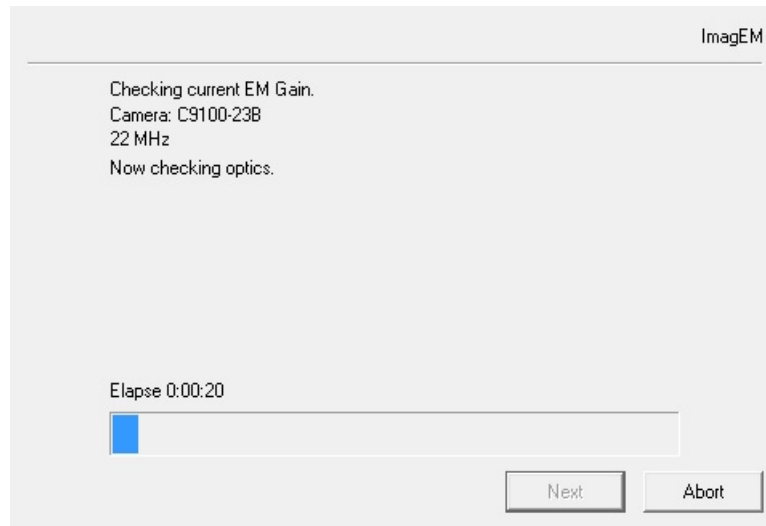 ImagEM
Checking current EM Gain.
Camera: C9100-23B
22 MHz
Now checking optics.
Elapse 0:00:20
Next
Abort